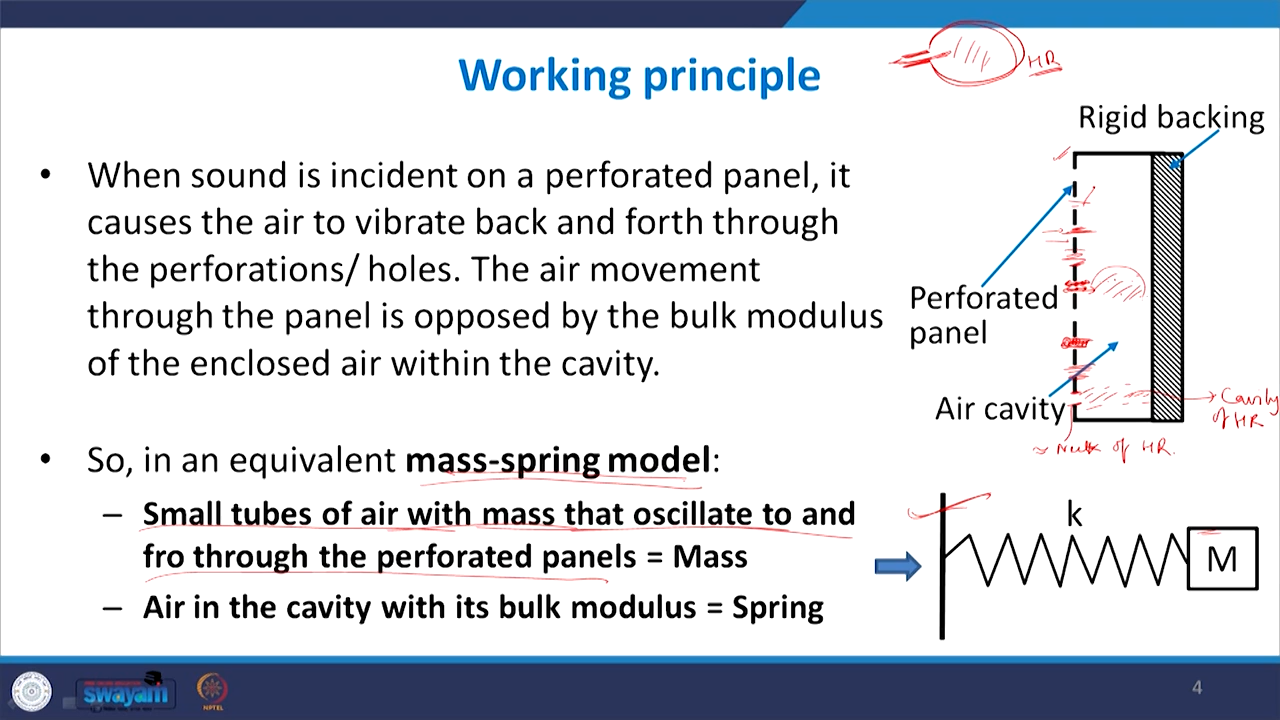 Working principle
HR
Rigid backing
• When sound is incident on a perforated panel, it
causes the air to vibrate back and forth through
the perforations/ holes. The air movement
through the panel is opposed by the bulk modulus
of the enclosed air within the cavity.
Perforated
panel
Air cavity
Cavity
of HR
≈ Neck of HR.
• So, in an equivalent mass-spring model:
– Small tubes of air with mass that oscillate to and
fro through the perforated panels = Mass
– Air in the cavity with its bulk modulus = Spring
k
M
swayam
NPTEL
4